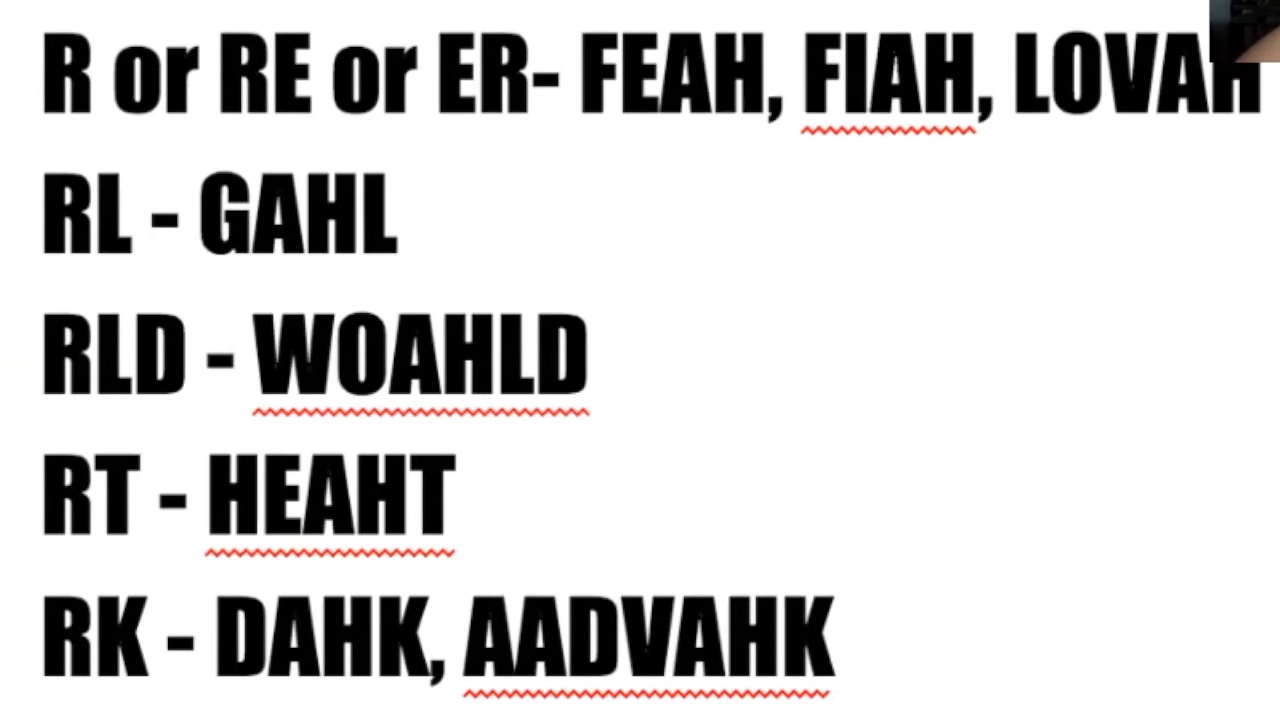 R or RE or ER- FEAH, FIAH, LOVAH
RL - GAHL
RLD - WOAHLD
RT - HEAHT
RK - DAHK, AADVAHK